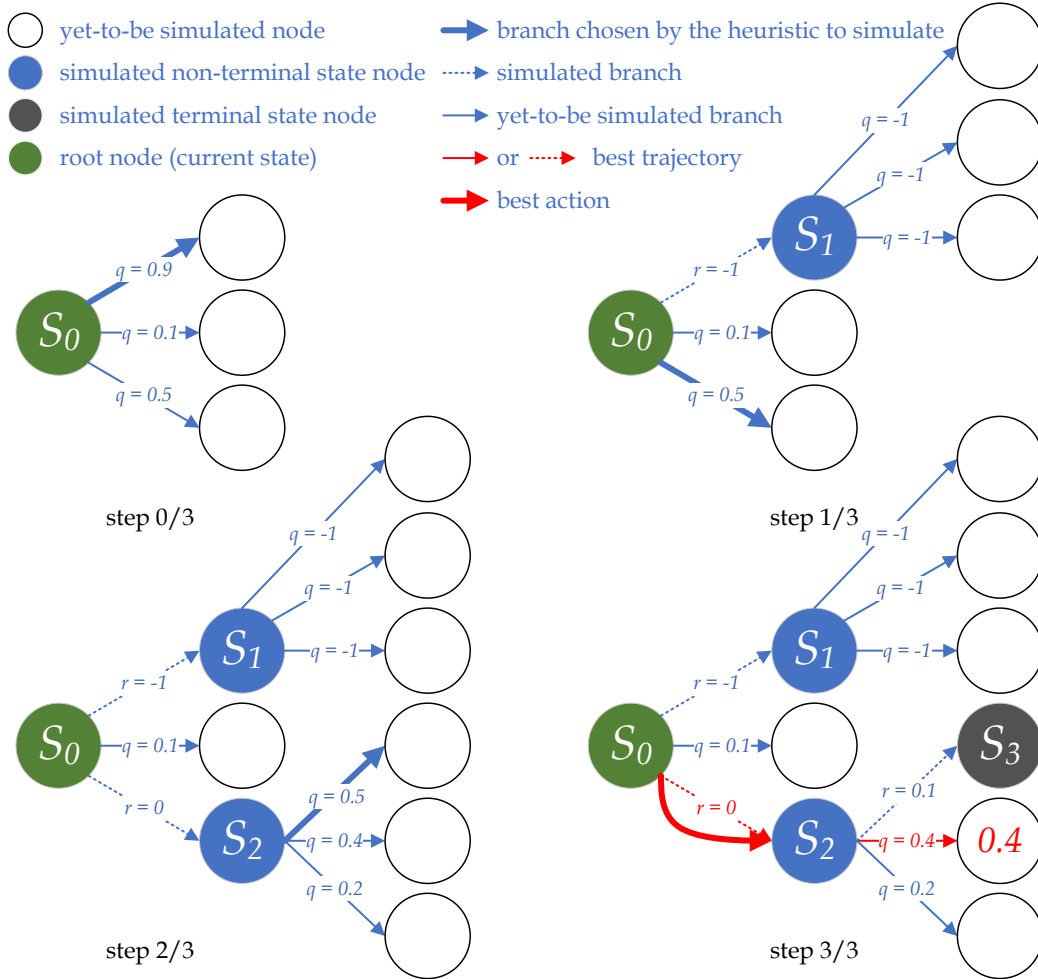 yet-to-be simulated node
simulated non-terminal state node
simulated terminal state node
root node (current state)
branch chosen by the heuristic to simulate
simulated branch
yet-to-be simulated branch
or
best trajectory
best action
S0
q = 0.9
q = 0.1
q = 0.5
step 0/3
S0
r = -1
q = 0.1
q = 0.5
S1
q = -1
q = -1
q = -1
step 1/3
S0
r = -1
q = 0.1
r = 0
S1
q = -1
q = -1
q = -1
S2
q = 0.5
q = 0.4
q = 0.2
step 2/3
S0
r = -1
q = 0.1
r = 0
S1
q = -1
q = -1
q = -1
S2
r = 0.1
q = 0.4
q = 0.2
S3
0.4
step 3/3